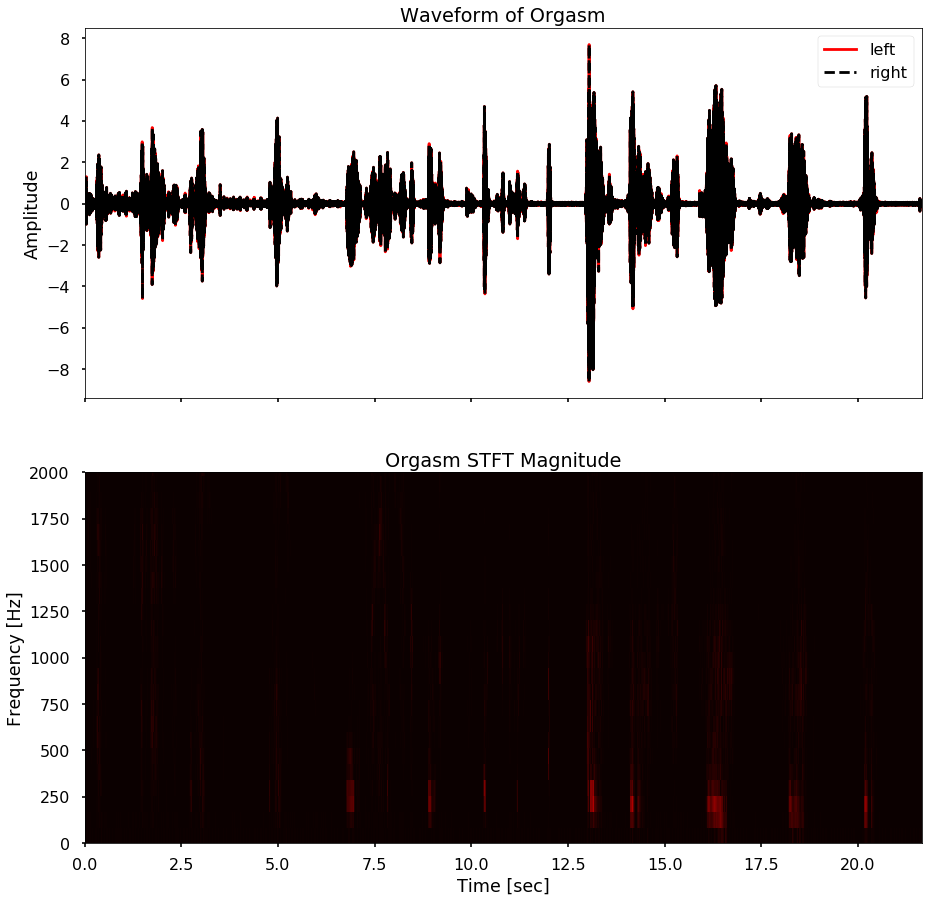 Waveform of Orgasm
8
6
4
2
0
−2
−4
−6
−8
Amplitude
left
right
Orgasm STFT Magnitude
2000
1750
1500
1250
1000
750
500
250
0
Frequency [Hz]
0.0 2.5 5.0 7.5 10.0 12.5 15.0 17.5 20.0
Time [sec]